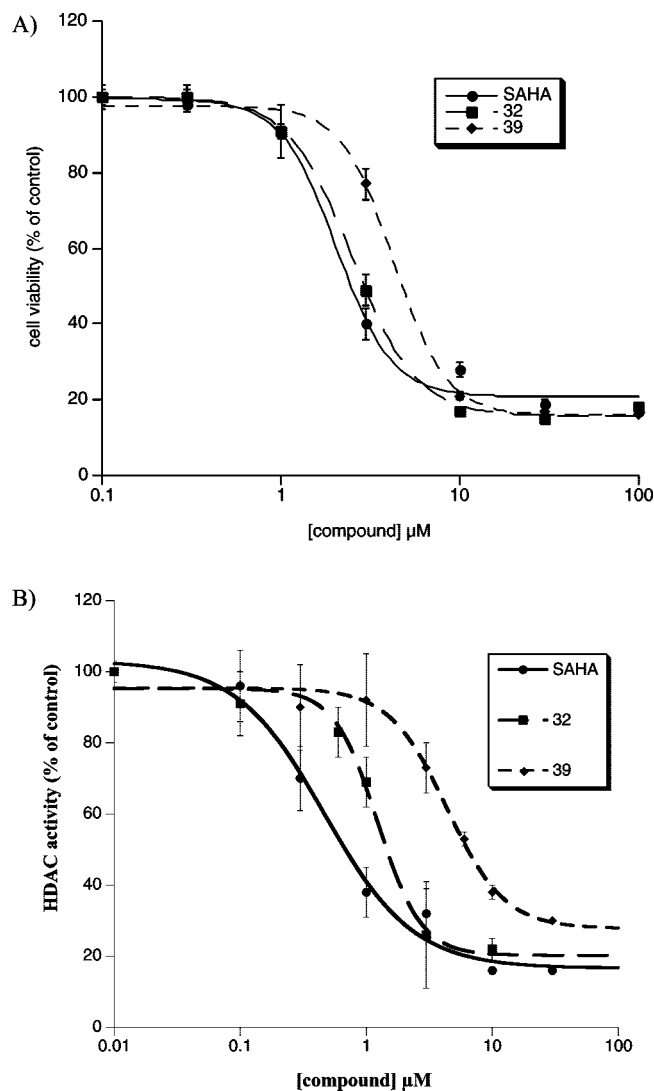 A)
120
100
80
60
40
20
0
cell viability (% of control)
SAHA
32
39
0.1 1 10 100
[compound] µM
B)
120
100
80
60
40
20
0
HDAC activity (% of control)
SAHA
32
39
0.01 0.1 1 10 100
[compound] µM